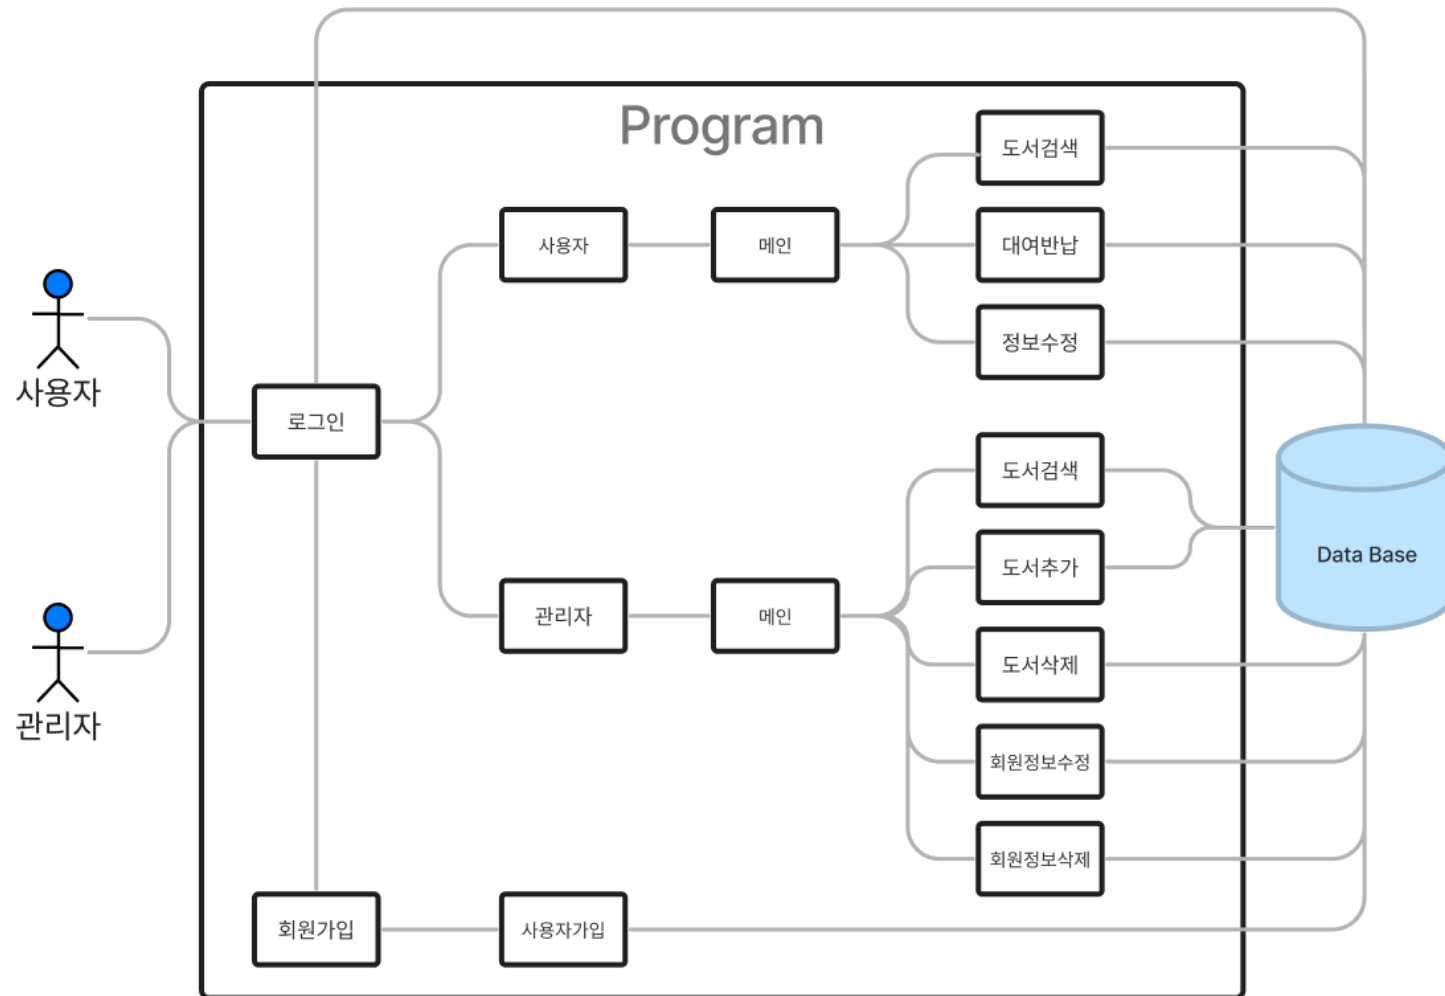 Program
도서검색
사용자
메인
대여반납
정보수정
사용자
로그인
도서검색
도서추가
Data Base
관리자
메인
도서삭제
관리자
회원정보수정
회원정보삭제
회원가입
사용자가입